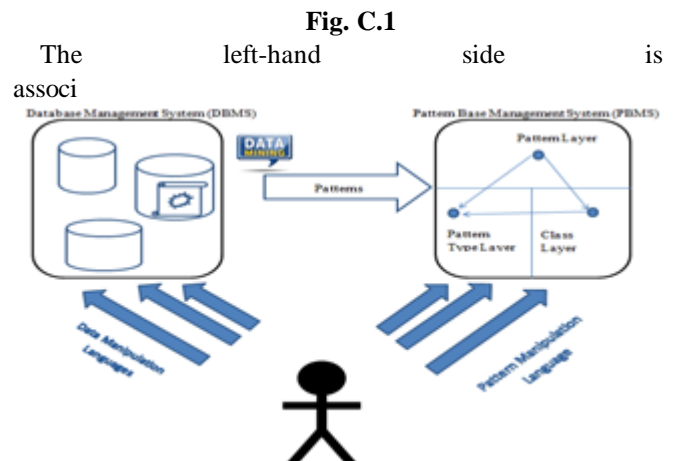 Fig. C.1
The left-hand side is
associ
Database Management System (DBMS)
Pattern Base Management System (PBMS)
DATA
MINING
Pattern Layer
Patterns
Pattern
Type Layer
Class
Layer
Data Manipulation
Languages
Pattern Manipulation
Language